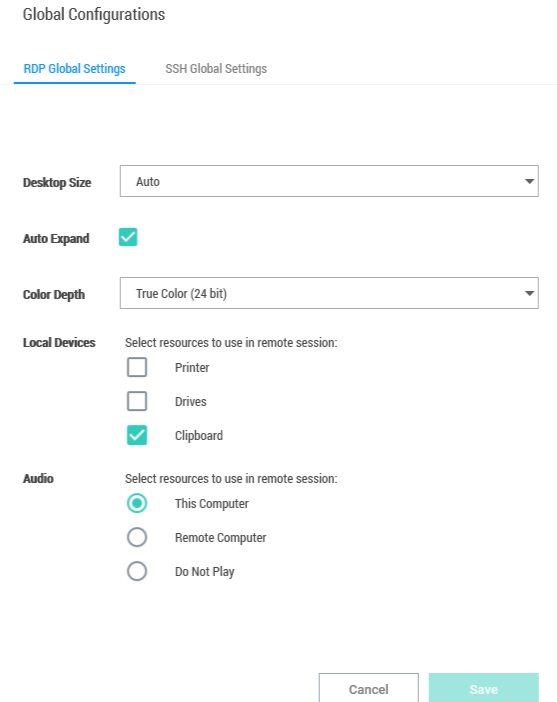 Global Configurations
RDP Global Settings SSH Global Settings
Desktop Size Auto
Auto Expand
Color Depth True Color (24 bit)
Local Devices Select resources to use in remote session:
Printer
Drives
Clipboard
Audio Select resources to use in remote session:
This Computer
Remote Computer
Do Not Play
Cancel Save